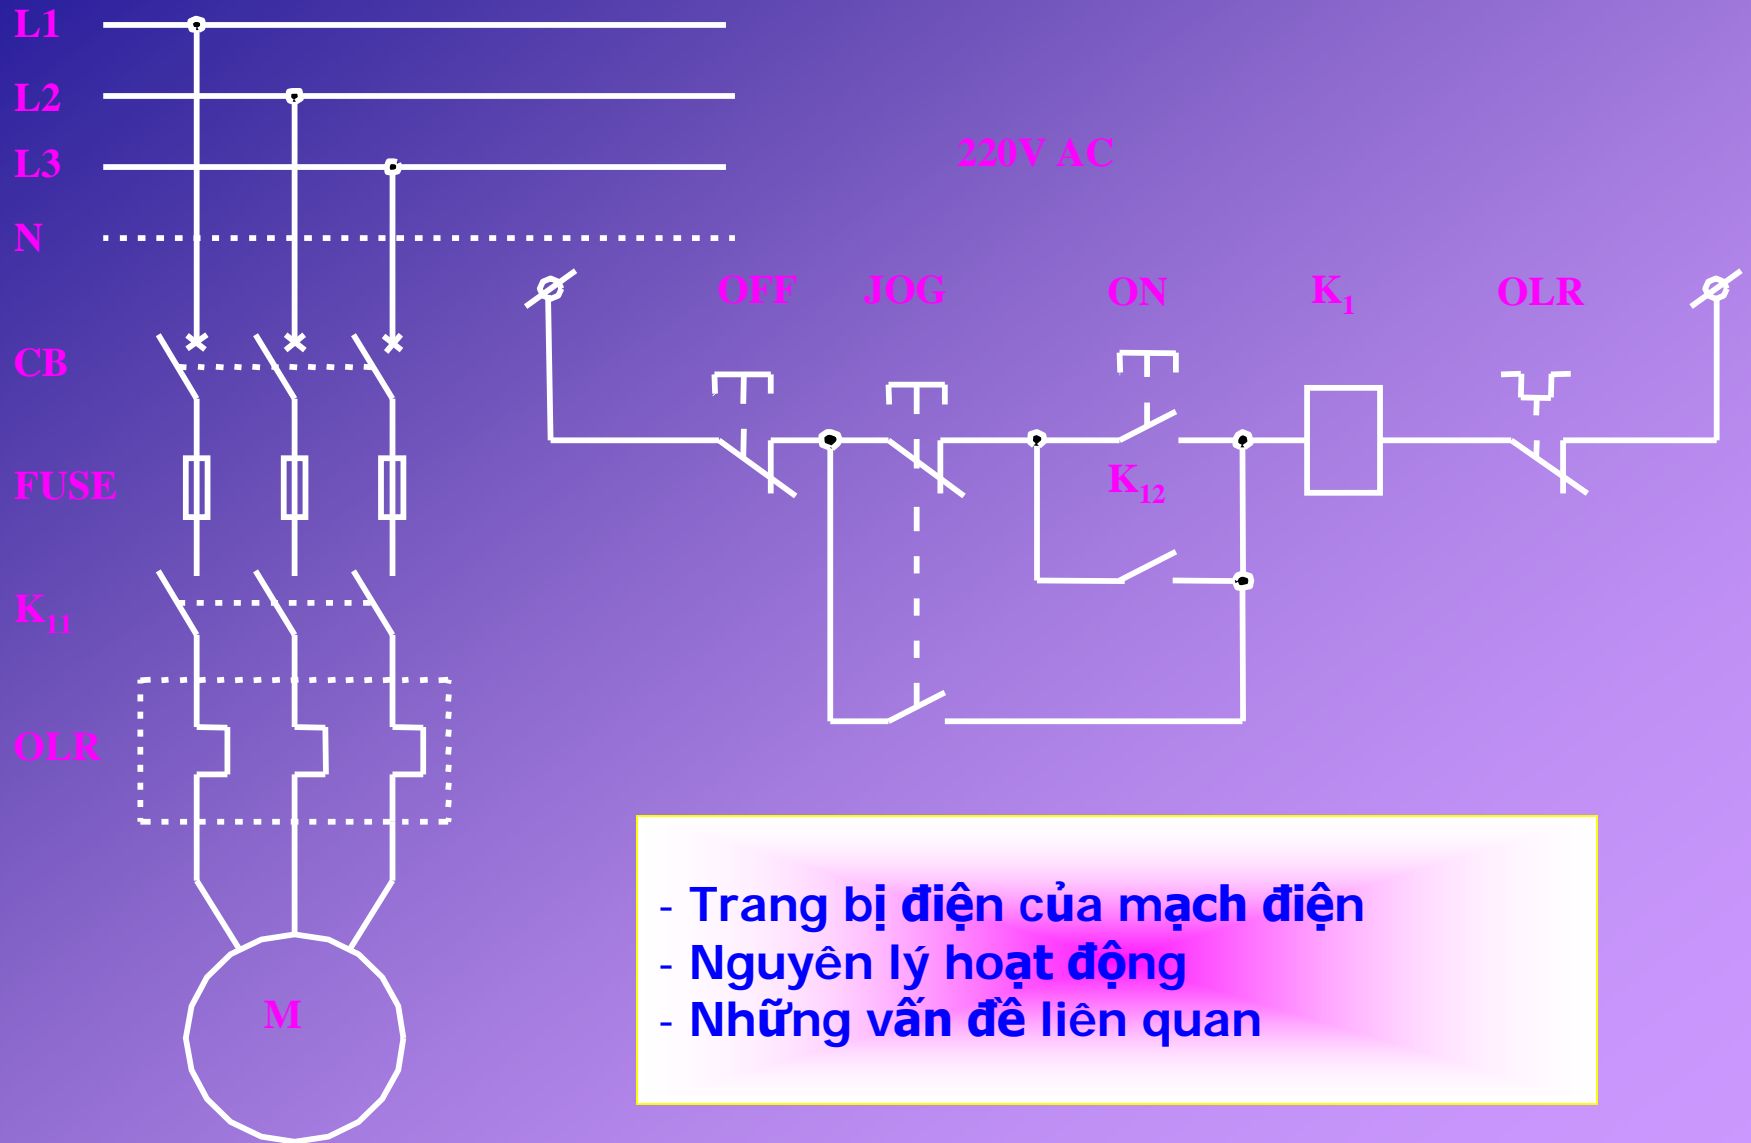 L1
L2
L3
220V AC
N
OFF JOG ON K₁ OLR
CB
FUSE
K₁₂
K₁₁
OLR
M
- Trang bị điện của mạch điện
- Nguyên lý hoạt động
- Những vấn đề liên quan